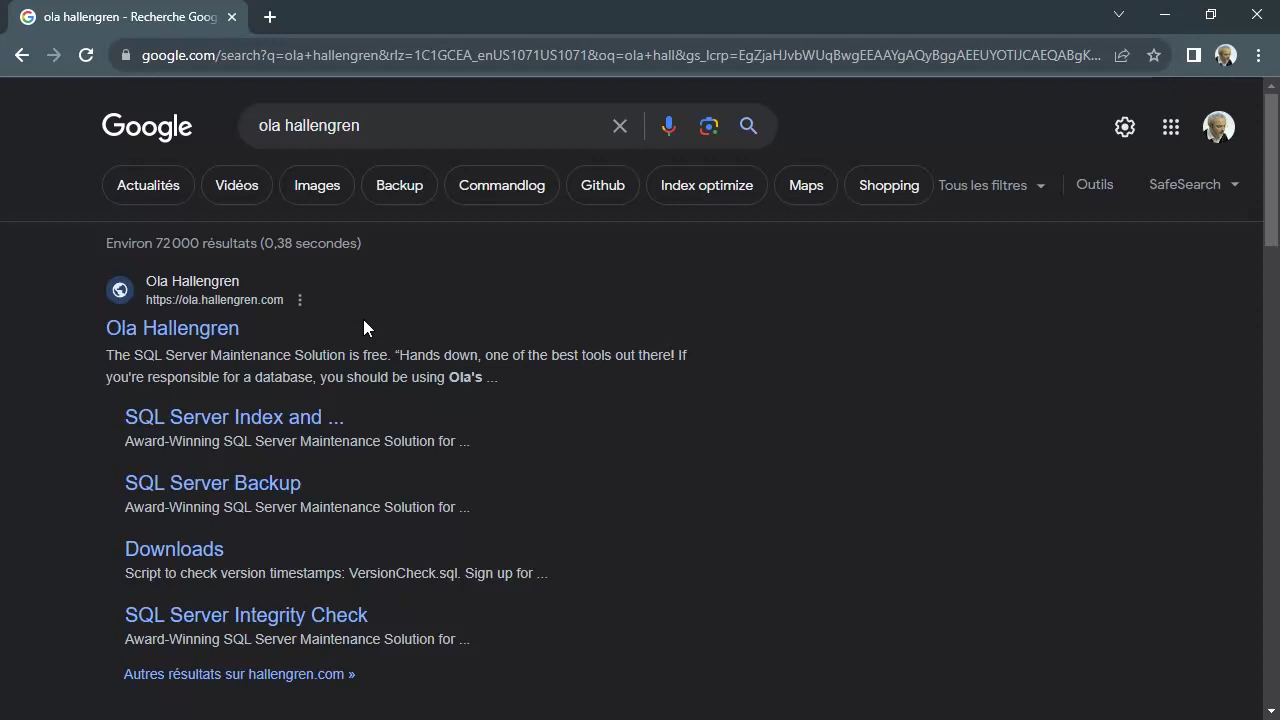 ola hallengren - Recherche Goog
google.com/search?q=ola+hallengren&rlz=1C1GCEA_enUS1071US1071&oq=ola+hall&gs_lcrp=EgZjaHJvbWUqBwgEEAAYgAQyBggAEEUYOTIJCAEQABgK...
Google
ola hallengren
Actualités Vidéos Images Backup Commandlog Github Index optimize Maps Shopping Tous les filtres Outils SafeSearch
Environ 72 000 résultats (0,38 secondes)
Ola Hallengren
https://ola.hallengren.com
Ola Hallengren
The SQL Server Maintenance Solution is free. “Hands down, one of the best tools out there! If
you're responsible for a database, you should be using Ola's ...
SQL Server Index and ...
Award-Winning SQL Server Maintenance Solution for ...
SQL Server Backup
Award-Winning SQL Server Maintenance Solution for ...
Downloads
Script to check version timestamps: VersionCheck.sql. Sign up for ...
SQL Server Integrity Check
Award-Winning SQL Server Maintenance Solution for ...
Autres résultats sur hallengren.com »